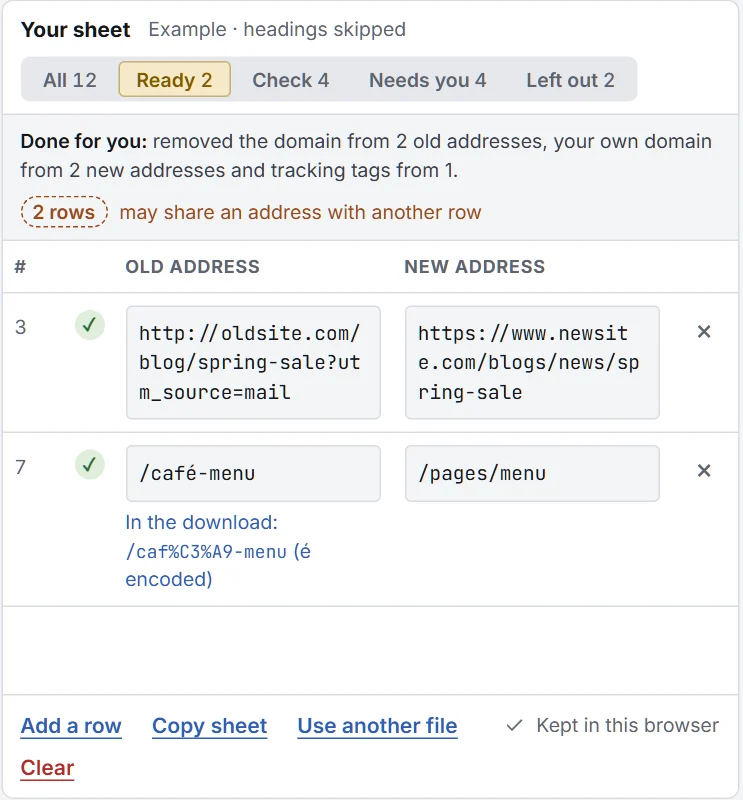 Your sheet Example · headings skipped
All 12 Ready 2 Check 4 Needs you 4 Left out 2
Done for you: removed the domain from 2 old addresses, your own domain
from 2 new addresses and tracking tags from 1.
2 rows may share an address with another row
# OLD ADDRESS NEW ADDRESS
3 ✓ http://oldsite.com/ https://www.newsit ×
blog/spring-sale?ut e.com/blogs/news/sp
m_source=mail ring-sale
7 ✓ /café-menu /pages/menu ×
In the download:
/caf%C3%A9-menu (é
encoded)
Add a row Copy sheet Use another file ✓ Kept in this browser
Clear